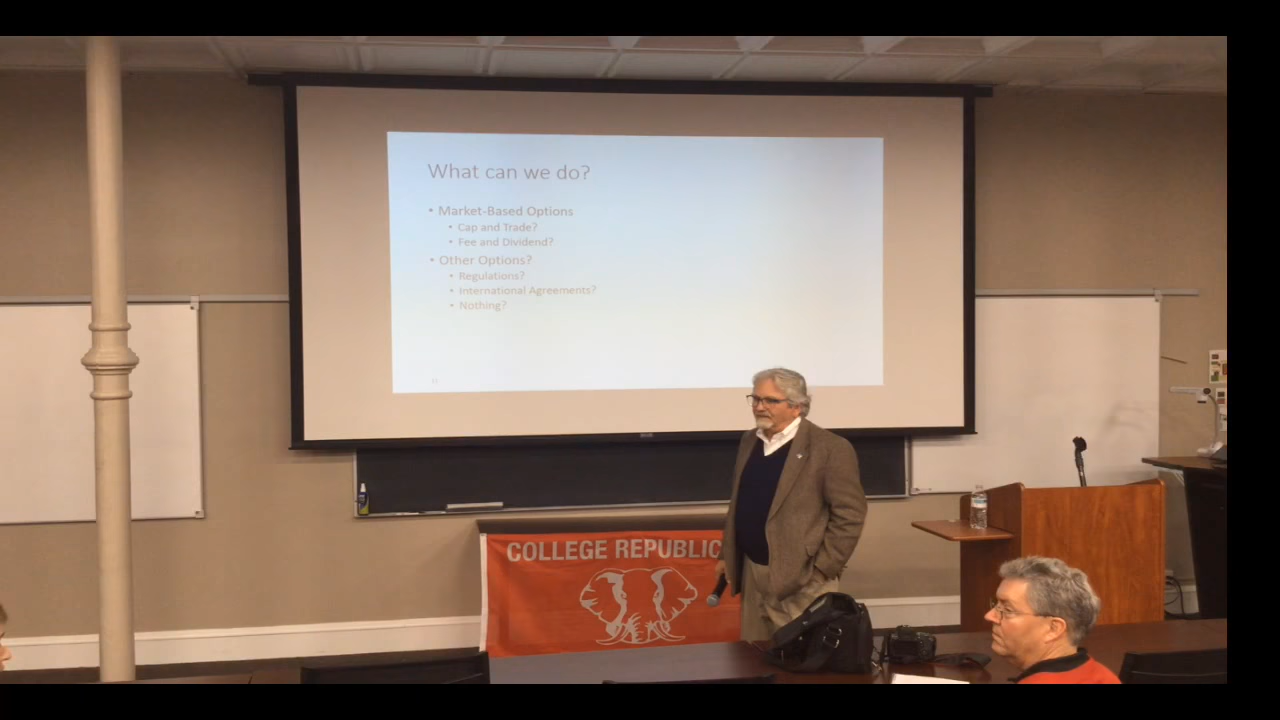 What can we do?
• Market-Based Options
• Cap and Trade?
• Fee and Dividend?
• Other Options?
• Regulations?
• International Agreements?
• Nothing?
COLLEGE REPUBLIC